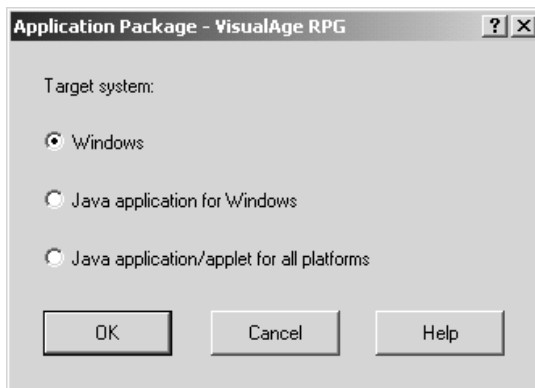 Application Package - VisualAge RPG
Target system:
Windows
Java application for Windows
Java application/applet for all platforms
OK Cancel Help